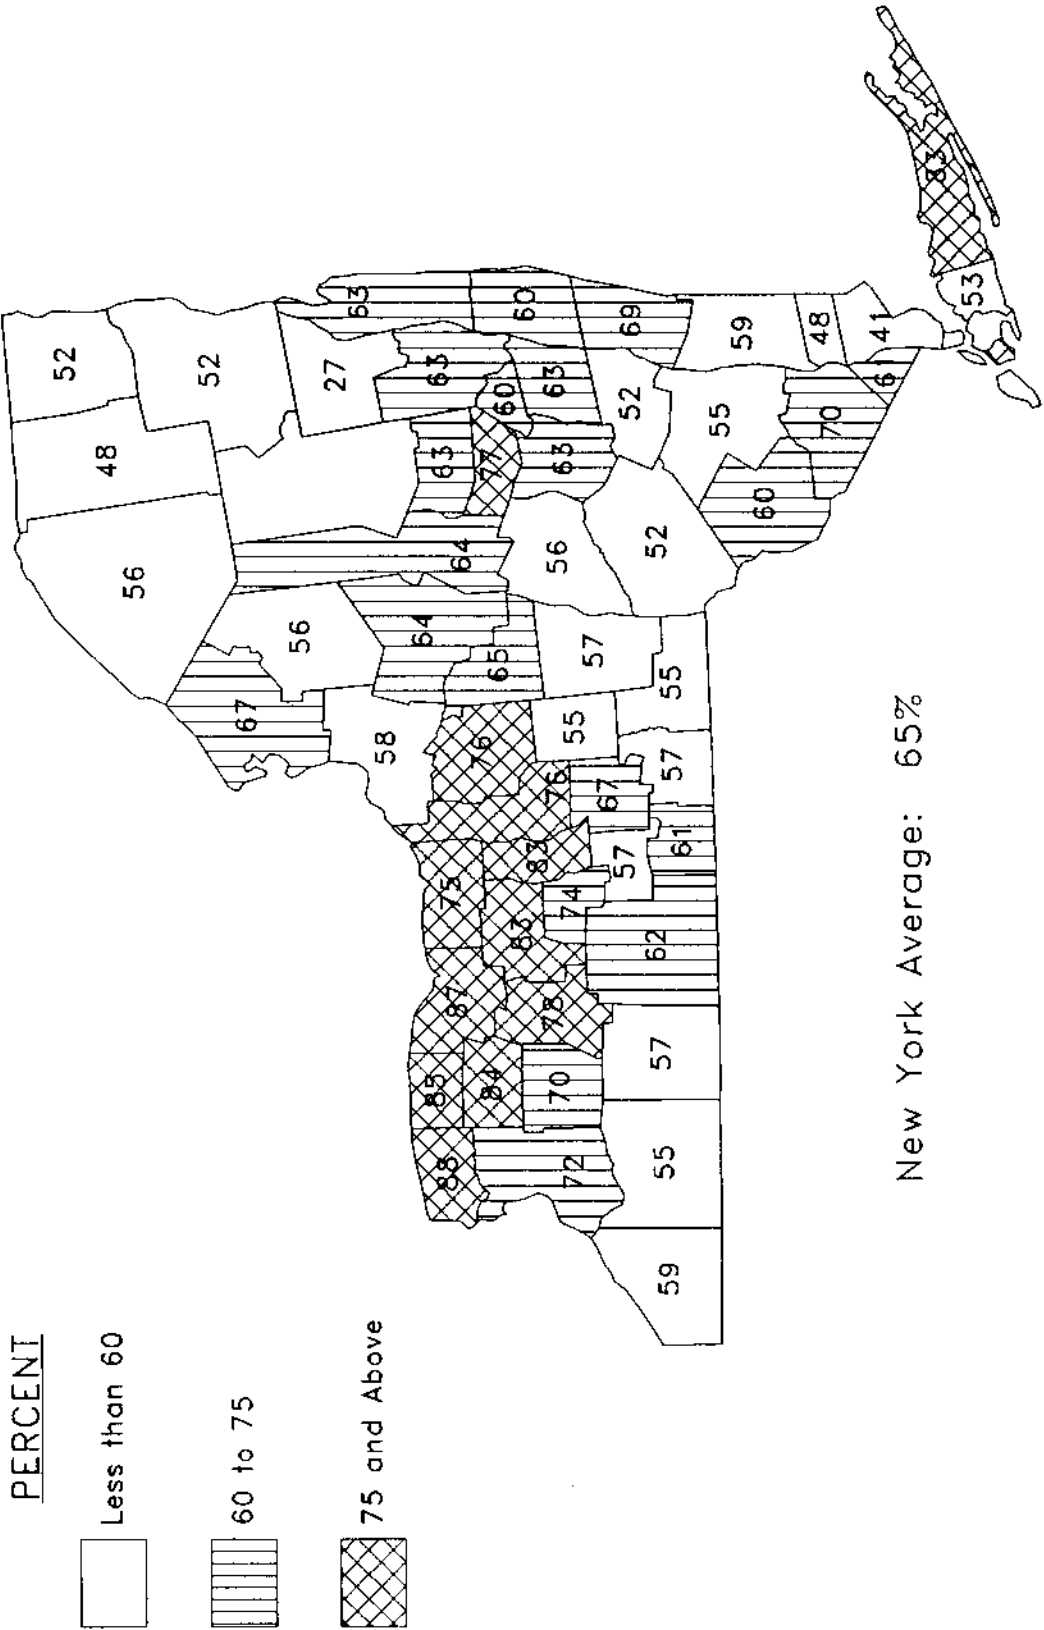 PERCENT
Less than 60
60 to 75
75 and Above
56 48 52
52
67 56 27 63
58 64 63 63
88 85 87 75 64
84 76 65 77 60 60
83 83
70 78 76 56 63 63
72 74 55
67 57
57 52 69
59 55 57 62 61 57 55 52
55 59
60
70 48
61 41
New York Average: 65%
83
53